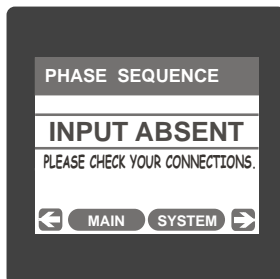 PHASE SEQUENCE
INPUT ABSENT
PLEASE CHECK YOUR CONNECTIONS.
MAIN SYSTEM